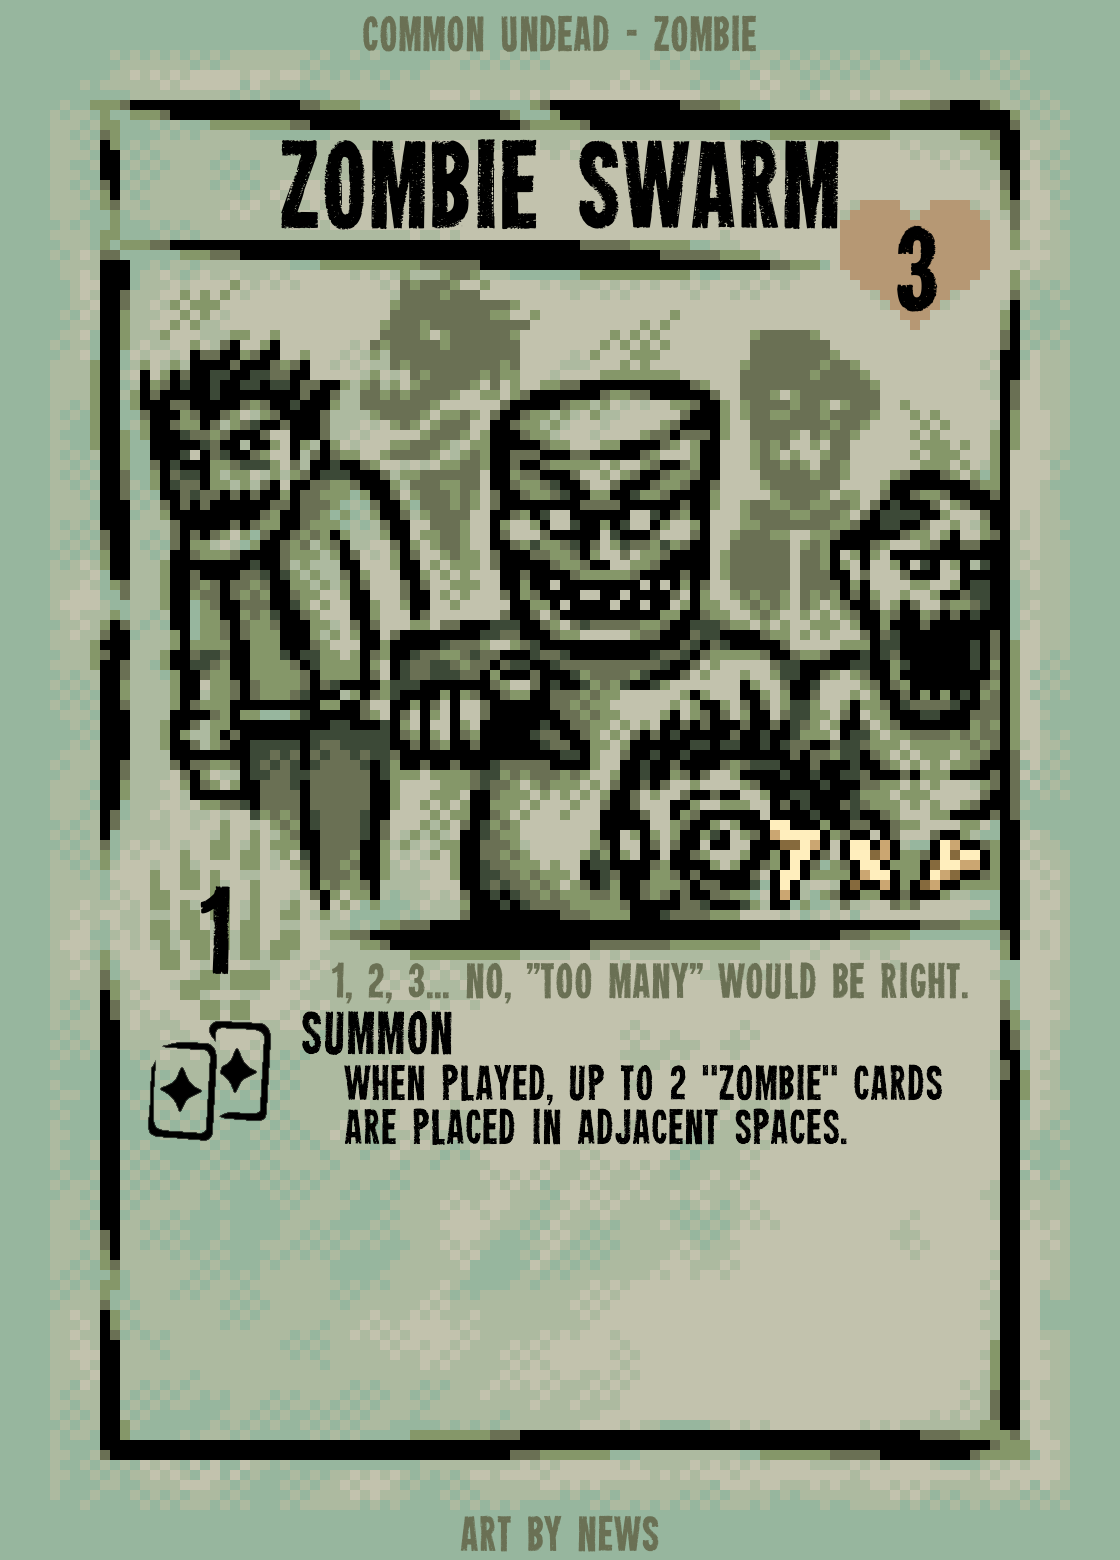 COMMON UNDEAD - ZOMBIE
ZOMBIE SWARM
3
1
1, 2, 3... NO, ”TOO MANY” WOULD BE RIGHT.
SUMMON
WHEN PLAYED, UP TO 2 "ZOMBIE" CARDS
ARE PLACED IN ADJACENT SPACES.
ART BY NEWS